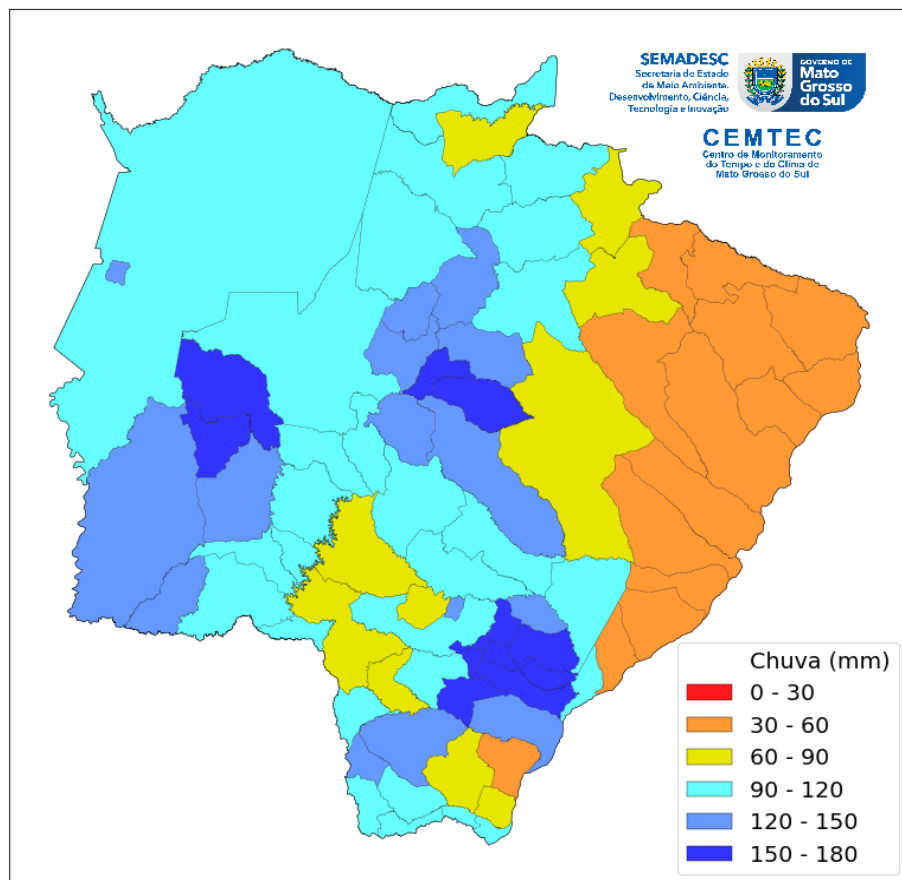 SEMADESC
Secretaria de Estado
de Meio Ambiente,
Desenvolvimento, Ciência,
Tecnologia e Inovação
GOVERNO DE
Mato
Grosso
do Sul
CEMTEC
Centro de Monitoramento
do Tempo e do Clima de
Mato Grosso do Sul
Chuva (mm)
0 - 30
30 - 60
60 - 90
90 - 120
120 - 150
150 - 180